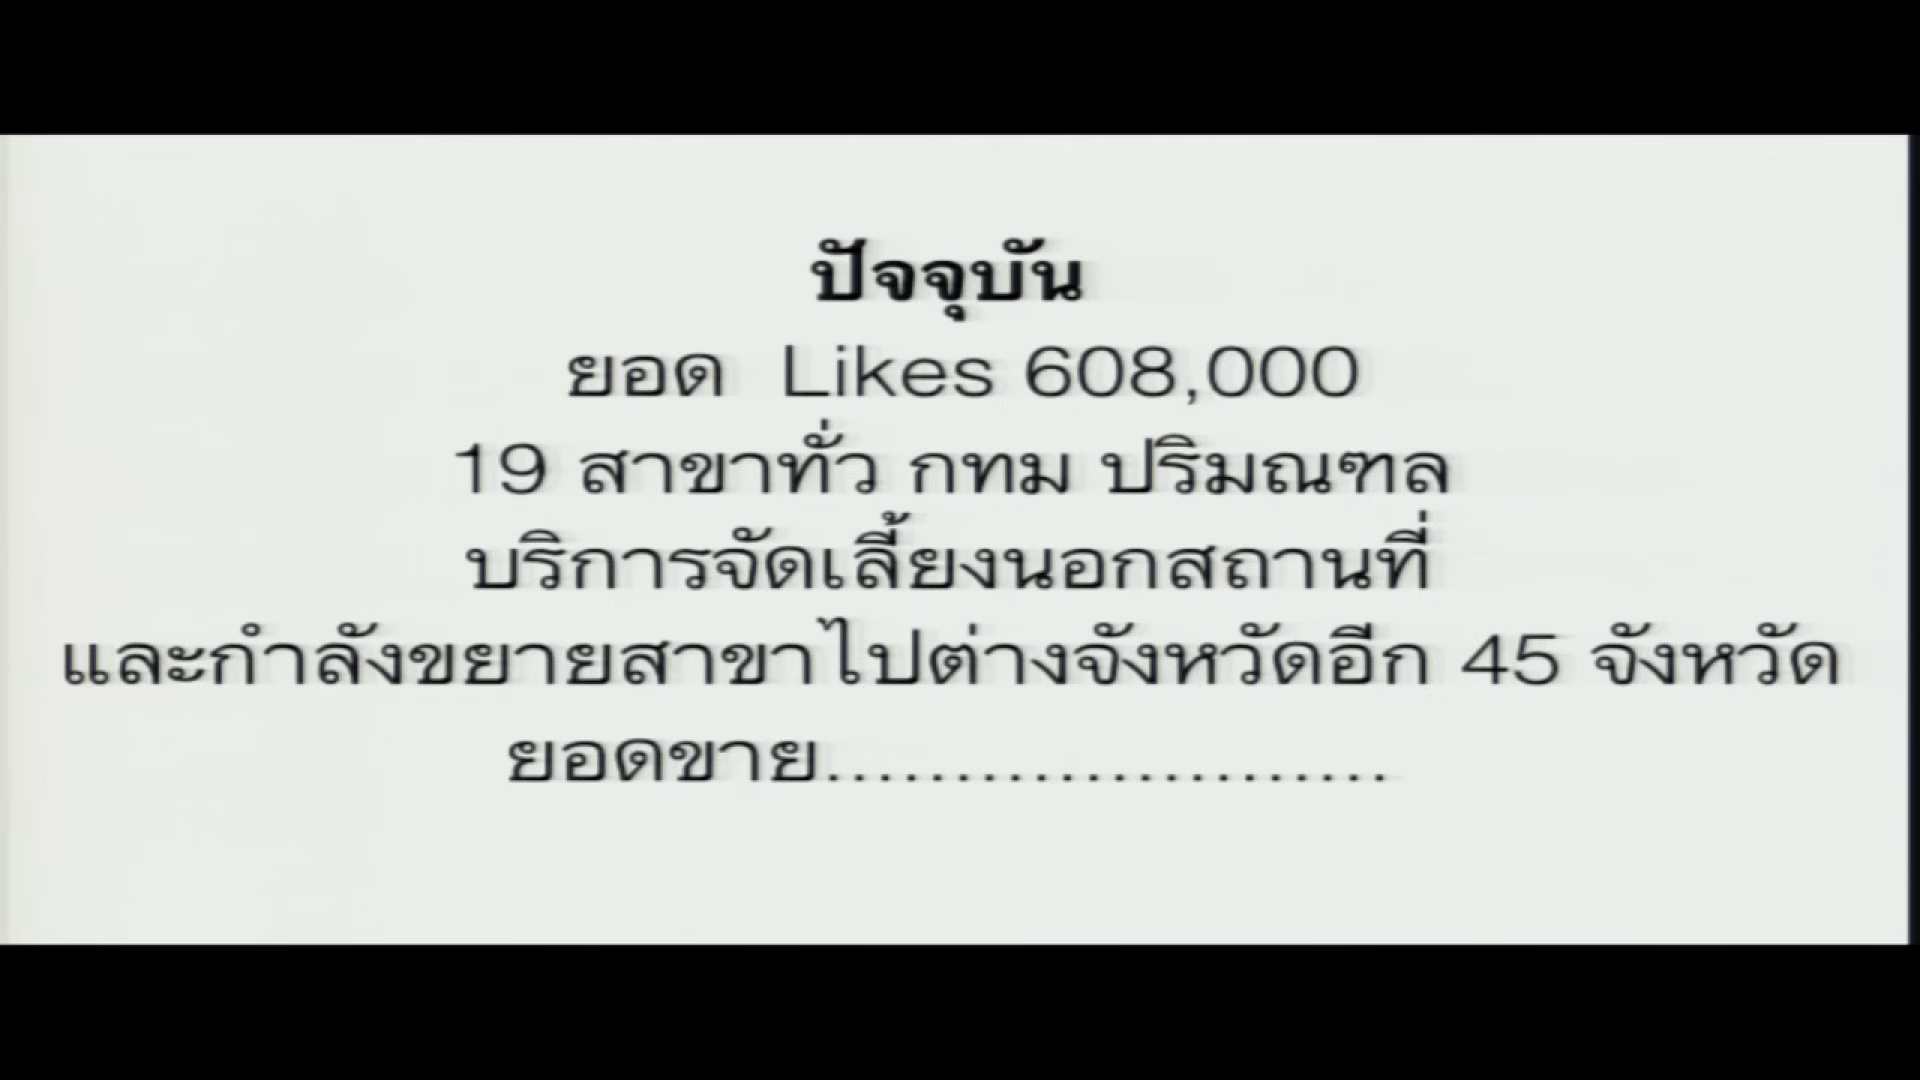 ปัจจุบัน
ยอด Likes 608,000
19 สาขาทั่ว กทม ปริมณฑล
บริการจัดเลี้ยงนอกสถานที่
และกำลังขยายสาขาไปต่างจังหวัดอีก 45 จังหวัด
ยอดขาย......................